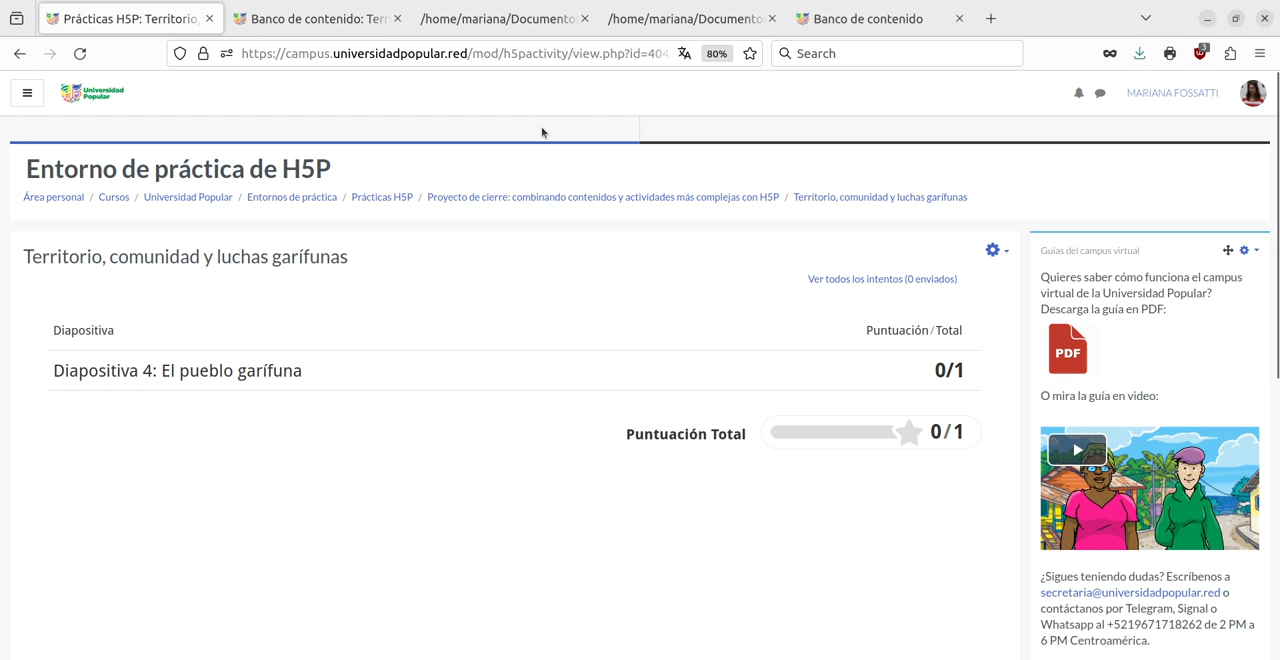 Prácticas H5P: Territorio,
Banco de contenido: Terr
/home/mariana/Documentos
/home/mariana/Documentos
Banco de contenido
https://campus.universidadpopular.red/mod/h5pactivity/view.php?id=404
80%
Search
3
Universidad
Popular
MARIANA FOSSATTI
Entorno de práctica de H5P
Área personal / Cursos / Universidad Popular / Entornos de práctica / Prácticas H5P / Proyecto de cierre: combinando contenidos y actividades más complejas con H5P / Territorio, comunidad y luchas garífunas
Territorio, comunidad y luchas garífunas
Ver todos los intentos (0 enviados)
Diapositiva
Puntuación/Total
Diapositiva 4: El pueblo garífuna
0/1
Puntuación Total
0/1
Guías del campus virtual
Quieres saber cómo funciona el campus
virtual de la Universidad Popular?
Descarga la guía en PDF:
PDF
O mira la guía en video:
¿Sigues teniendo dudas? Escríbenos a
secretaria@universidadpopular.red o
contáctanos por Telegram, Signal o
Whatsapp al +5219671718262 de 2 PM a
6 PM Centroamérica.